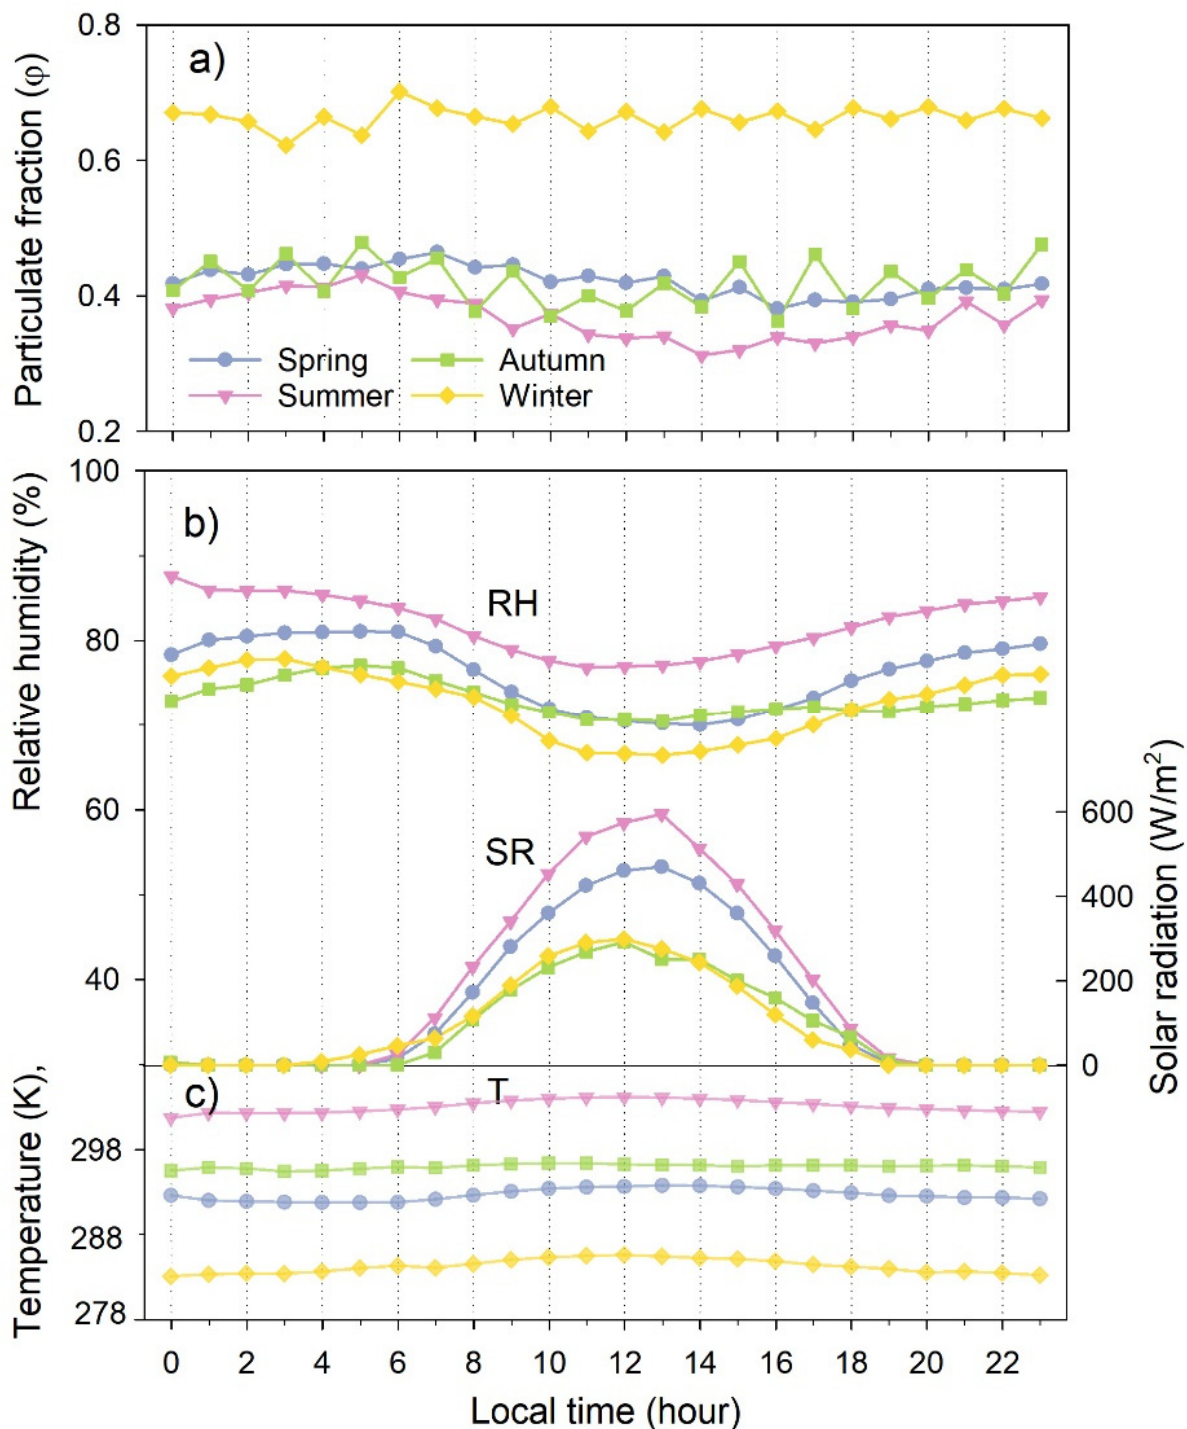 0.8
a)
Particulate fraction (φ)
0.6
0.4
Spring
Autumn
Summer
Winter
0.2
100
b)
Relative humidity (%)
RH
80
60
SR
600
400
Solar radiation (W/m²)
40
200
0
c)
T
Temperature (K),
298
288
278
0 2 4 6 8 10 12 14 16 18 20 22
Local time (hour)